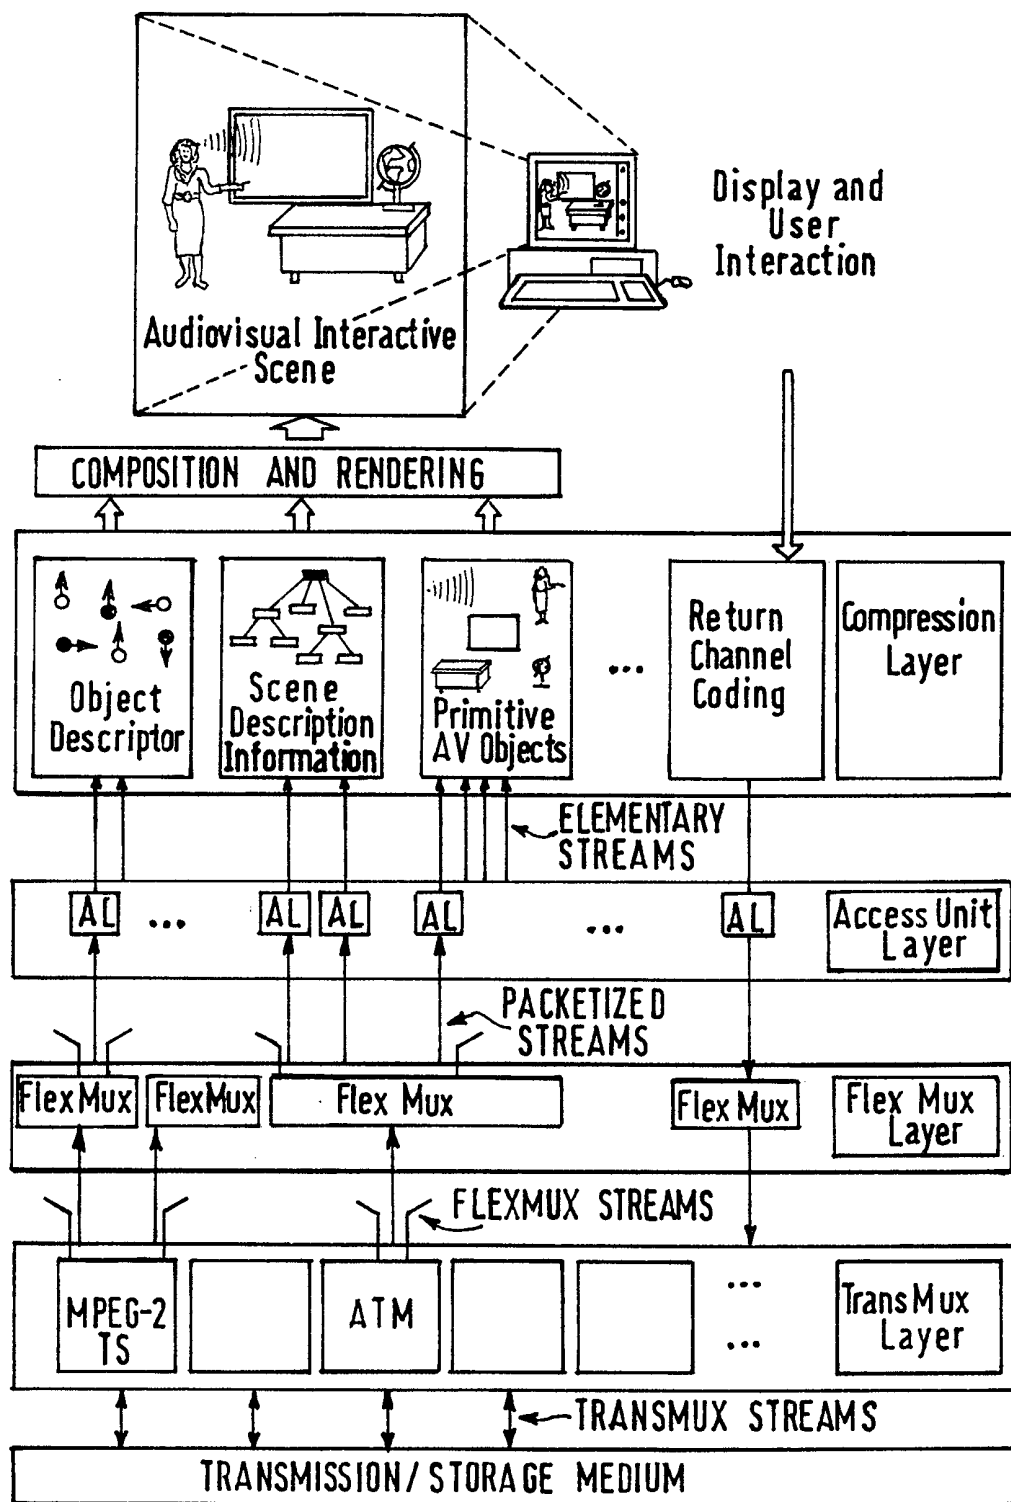 Display and
User
Interaction
Audiovisual Interactive
Scene
COMPOSITION AND RENDERING
Object
Descriptor
Scene
Description
Information
Primitive
AV Objects
...
Return
Channel
Coding
Compression
Layer
ELEMENTARY
STREAMS
AL
...
AL
AL
AL
...
AL
Access Unit
Layer
PACKETIZED
STREAMS
FlexMux
FlexMux
Flex Mux
Flex Mux
Flex Mux
Layer
FLEXMUX STREAMS
MPEG-2
TS
ATM
...
...
TransMux
Layer
TRANSMUX STREAMS
TRANSMISSION/STORAGE MEDIUM